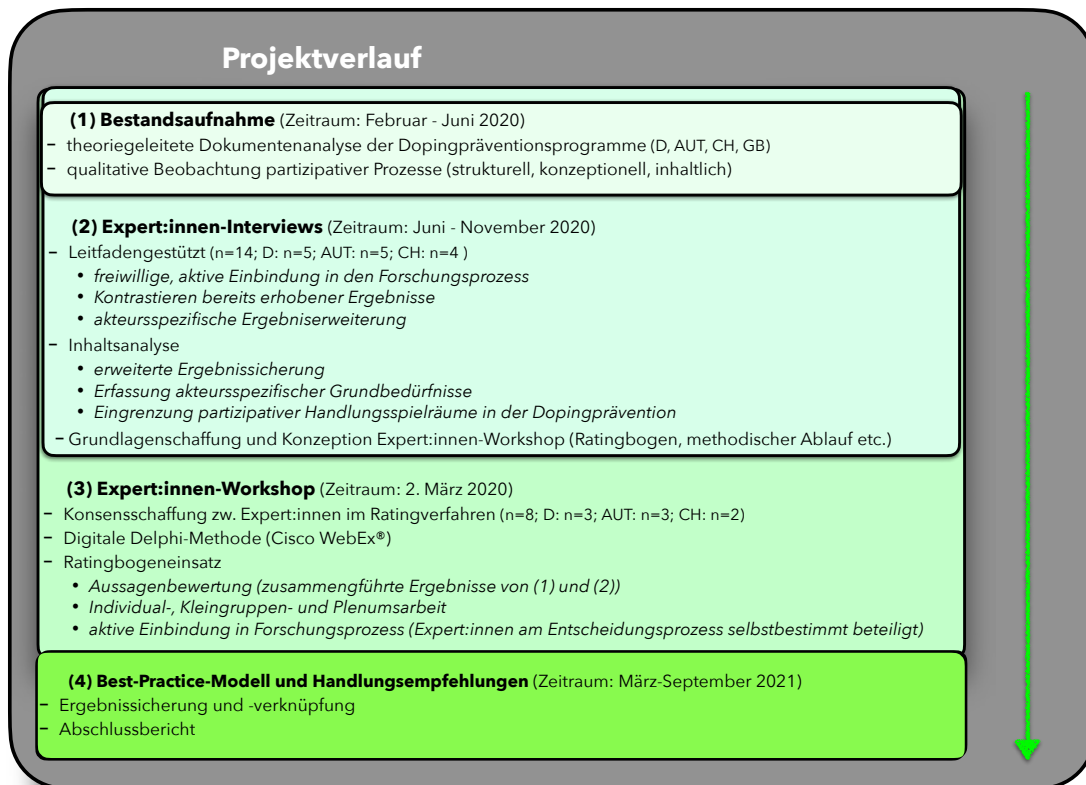 Projektverlauf
(1) Bestandsaufnahme (Zeitraum: Februar - Juni 2020)
– theoriegeleitete Dokumentenanalyse der Dopingpräventionsprogramme (D, AUT, CH, GB)
– qualitative Beobachtung partizipativer Prozesse (strukturell, konzeptionell, inhaltlich)
(2) Expert:innen-Interviews (Zeitraum: Juni - November 2020)
– Leitfadengestützt (n=14; D: n=5; AUT: n=5; CH: n=4 )
• freiwillige, aktive Einbindung in den Forschungsprozess
• Kontrastieren bereits erhobener Ergebnisse
• akteursspezifische Ergebniserweiterung
– Inhaltsanalyse
• erweiterte Ergebnissicherung
• Erfassung akteursspezifischer Grundbedürfnisse
• Eingrenzung partizipativer Handlungsspielräume in der Dopingprävention
– Grundlagenschaffung und Konzeption Expert:innen-Workshop (Ratingbogen, methodischer Ablauf etc.)
(3) Expert:innen-Workshop (Zeitraum: 2. März 2020)
– Konsensschaffung zw. Expert:innen im Ratingverfahren (n=8; D: n=3; AUT: n=3; CH: n=2)
– Digitale Delphi-Methode (Cisco WebEx®)
– Ratingbogeneinsatz
• Aussagenbewertung (zusammengführte Ergebnisse von (1) und (2))
• Individual-, Kleingruppen- und Plenumsarbeit
• aktive Einbindung in Forschungsprozess (Expert:innen am Entscheidungsprozess selbstbestimmt beteiligt)
(4) Best-Practice-Modell und Handlungsempfehlungen (Zeitraum: März-September 2021)
– Ergebnissicherung und -verknüpfung
– Abschlussbericht